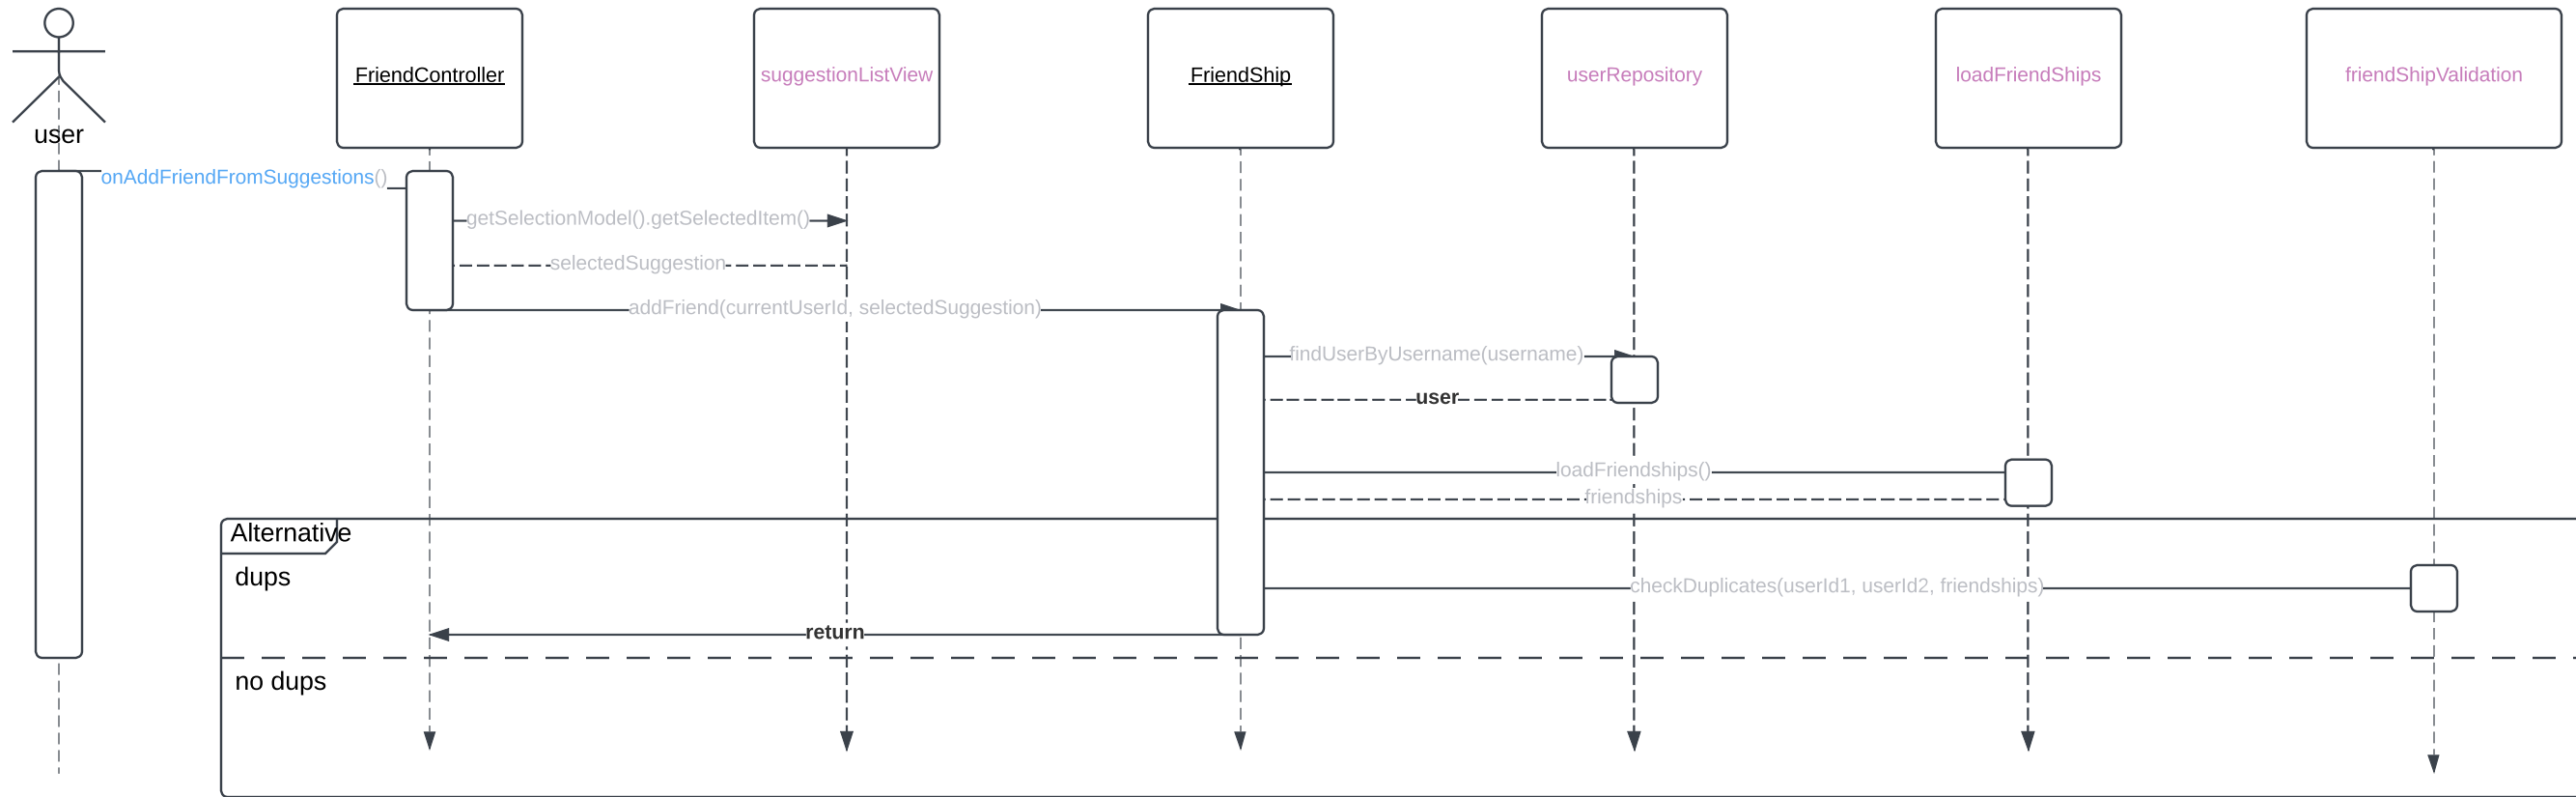 FriendController
suggestionListView
FriendShip
userRepository
loadFriendShips
friendShipValidation
user
onAddFriendFromSuggestions()
getSelectionModel().getSelectedItem()
selectedSuggestion
addFriend(currentUserId, selectedSuggestion)
findUserByUsername(username)
user
loadFriendships()
friendships
Alternative
dups
checkDuplicates(userId1, userId2, friendships)
return
no dups